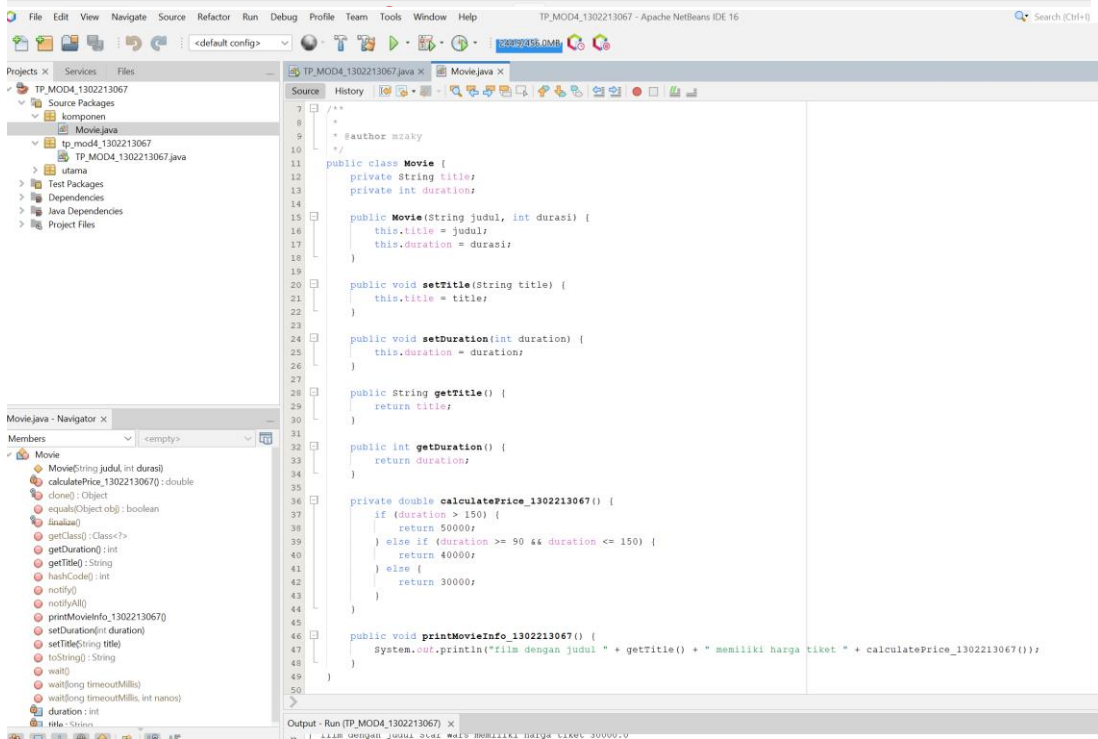 File Edit View Navigate Source Refactor Run Debug Profile Team Tools Window Help TP_MOD4_1302213067 - Apache NetBeans IDE 16 Search (Ctrl+I)
<default config>
Projects × Services Files
TP_MOD4_1302213067
Source Packages
komponen
Movie.java
tp_mod4_1302213067
TP_MOD4_1302213067.java
utama
Test Packages
Dependencies
Java Dependencies
Project Files
Movie.java - Navigator ×
Members <empty>
Movie
Movie(String judul, int durasi)
calculatePrice_1302213067() : double
clone() : Object
equals(Object obj) : boolean
finalize()
getClass() : Class<?>
getDuration() : int
getTitle() : String
hashCode() : int
notify()
notifyAll()
printMovieInfo_1302213067()
setDuration(int duration)
setTitle(String title)
toString() : String
wait()
wait(long timeoutMillis)
wait(long timeoutMillis, int nanos)
duration : int
title : String
TP_MOD4_1302213067.java × Movie.java ×
Source History
7 /**
8 *
9 * @author mzaky
10 */
11 public class Movie {
12 private String title;
13 private int duration;
14
15 public Movie(String judul, int durasi) {
16 this.title = judul;
17 this.duration = durasi;
18 }
19
20 public void setTitle(String title) {
21 this.title = title;
22 }
23
24 public void setDuration(int duration) {
25 this.duration = duration;
26 }
27
28 public String getTitle() {
29 return title;
30 }
31
32 public int getDuration() {
33 return duration;
34 }
35
36 private double calculatePrice_1302213067() {
37 if (duration > 150) {
38 return 50000;
39 } else if (duration >= 90 && duration <= 150) {
40 return 40000;
41 } else {
42 return 30000;
43 }
44 }
45
46 public void printMovieInfo_1302213067() {
47 System.out.println("film dengan judul " + getTitle() + " memiliki harga tiket " + calculatePrice_1302213067());
48 }
49 }
50
Output - Run (TP_MOD4_1302213067) ×
film dengan judul Star Wars memiliki harga tiket